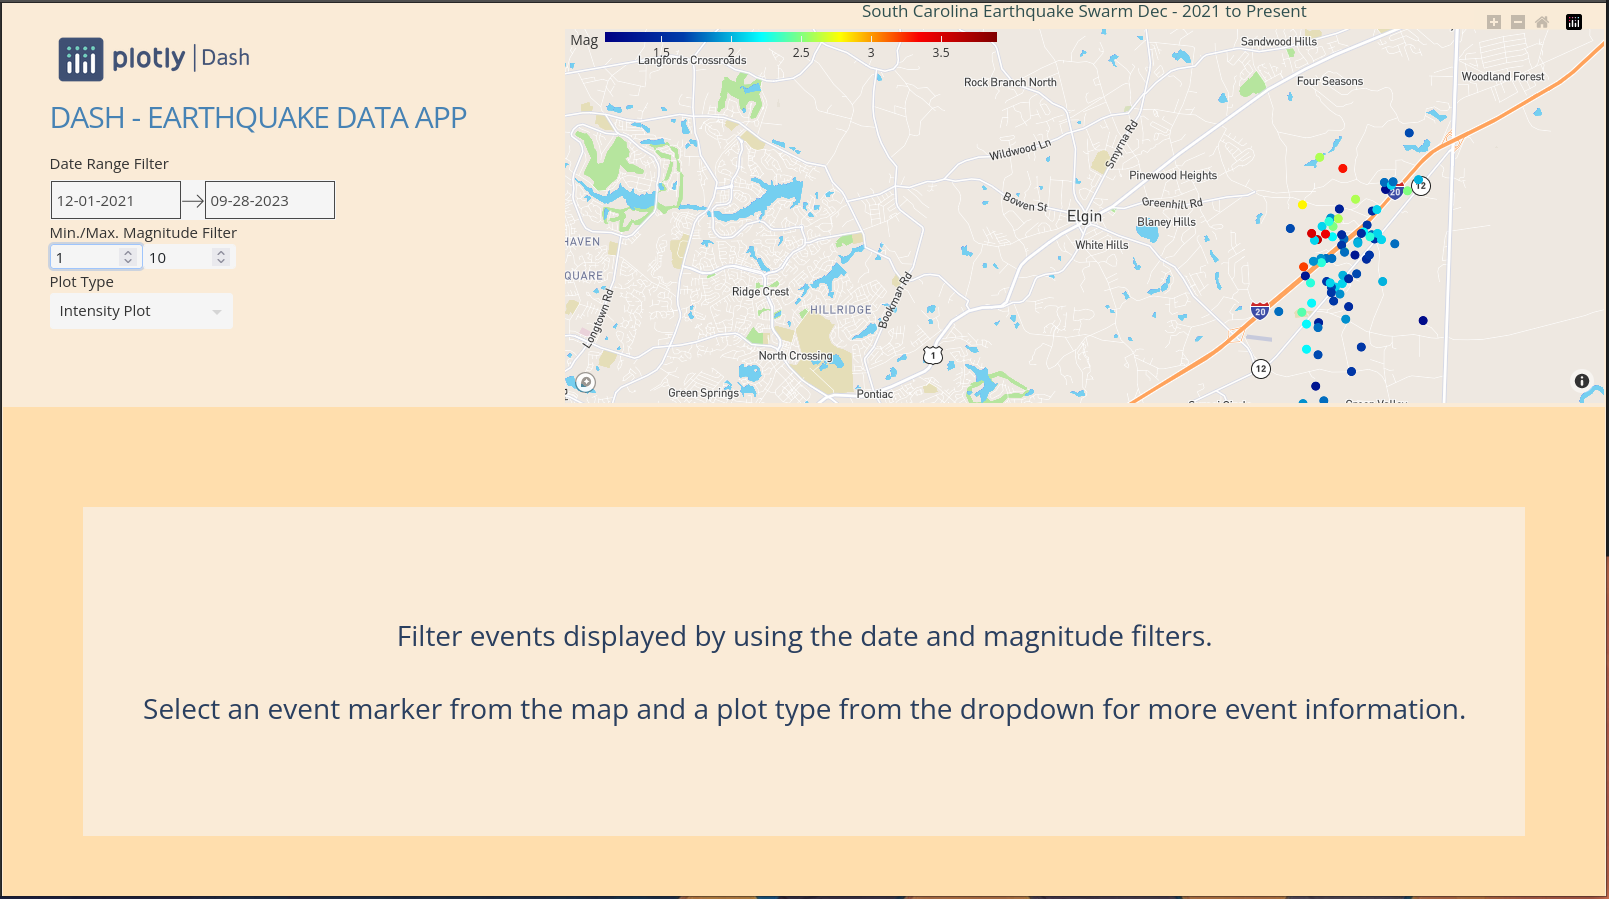 South Carolina Earthquake Swarm Dec - 2021 to Present
plotly | Dash
DASH - EARTHQUAKE DATA APP
Date Range Filter
12-01-2021
09-28-2023
Min./Max. Magnitude Filter
1
10
Plot Type
Intensity Plot
Mag
1.5
2
2.5
3
3.5
Langfords Crossroads
Sandwood Hills
Rock Branch North
Four Seasons
Woodland Forest
Wildwood Ln
Smyrna Rd
Pinewood Heights
20
12
Bowen St
Greenhill Rd
Elgin
Blaney Hills
HAVEN
White Hills
QUARE
Ridge Crest
Longtown Rd
HILLRIDGE
Bookman Rd
20
North Crossing
1
12
Green Springs
Pontiac
Filter events displayed by using the date and magnitude filters.
Select an event marker from the map and a plot type from the dropdown for more event information.